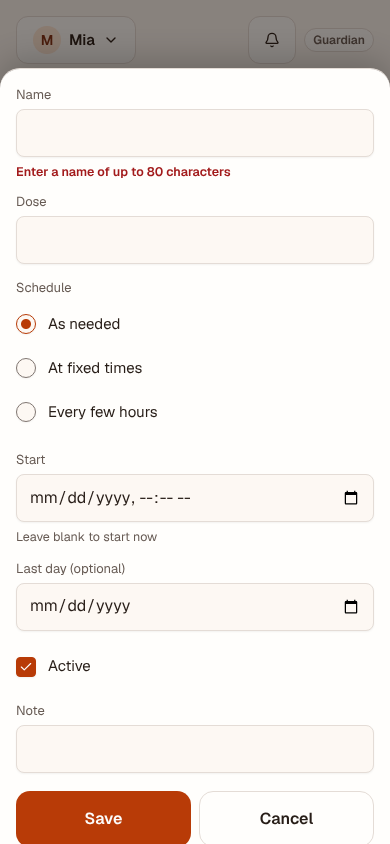 M Mia Guardian
Name
Enter a name of up to 80 characters
Dose
Schedule
As needed
At fixed times
Every few hours
Start
mm/dd/yyyy, --:-- --
Leave blank to start now
Last day (optional)
mm/dd/yyyy
Active
Note
Save Cancel